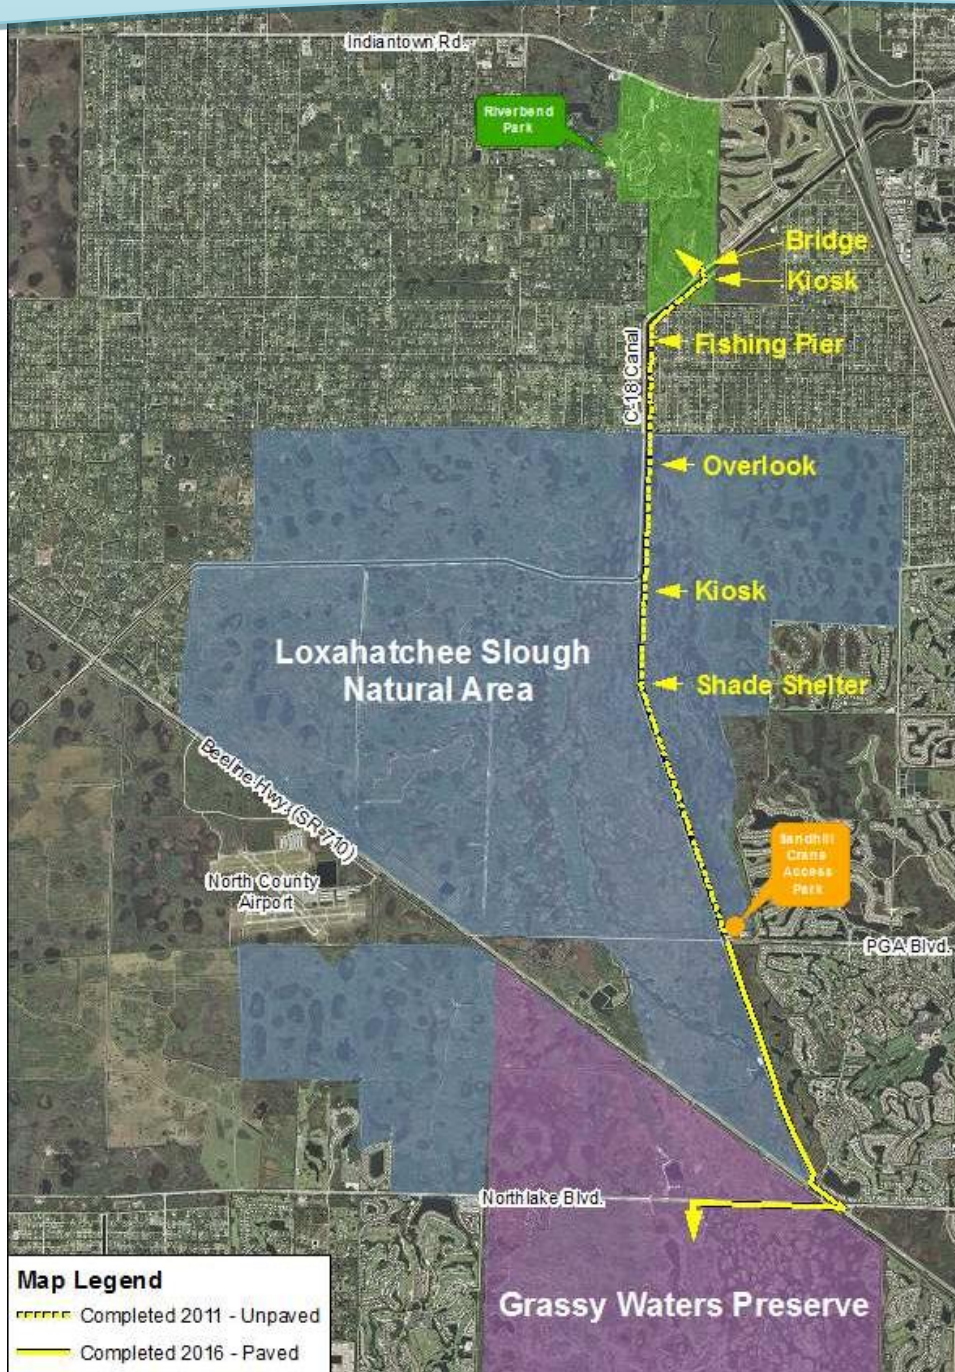 Indiantown Rd.
Riverbend
Park
Bridge
Kiosk
Fishing Pier
C-18 Canal
Overlook
Kiosk
Loxahatchee Slough
Natural Area
Shade Shelter
Beeline Hwy. (SR 710)
Sandhill
Crane
Access
Park
North County
Airport
PGA Blvd.
Northlake Blvd.
Grassy Waters Preserve
Map Legend
Completed 2011 - Unpaved
Completed 2016 - Paved